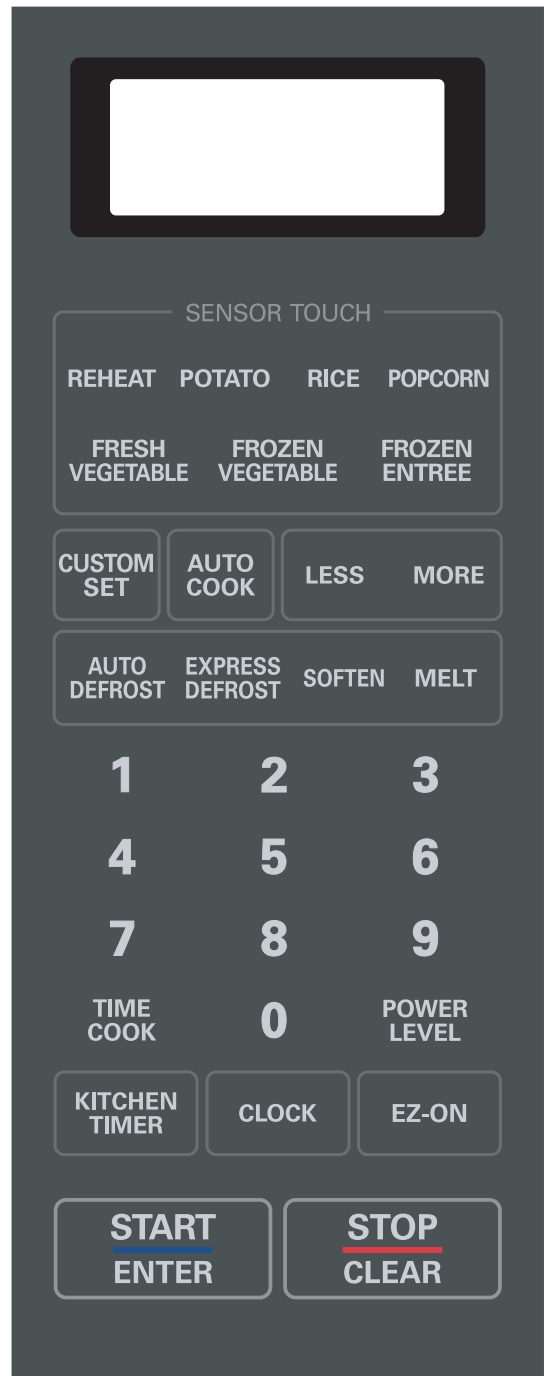 SENSOR TOUCH
REHEAT POTATO RICE POPCORN
FRESH VEGETABLE
FROZEN VEGETABLE
FROZEN ENTREE
CUSTOM SET
AUTO COOK
LESS MORE
AUTO DEFROST
EXPRESS DEFROST
SOFTEN MELT
1 2 3
4 5 6
7 8 9
TIME COOK
0
POWER LEVEL
KITCHEN TIMER
CLOCK
EZ-ON
START
ENTER
STOP
CLEAR